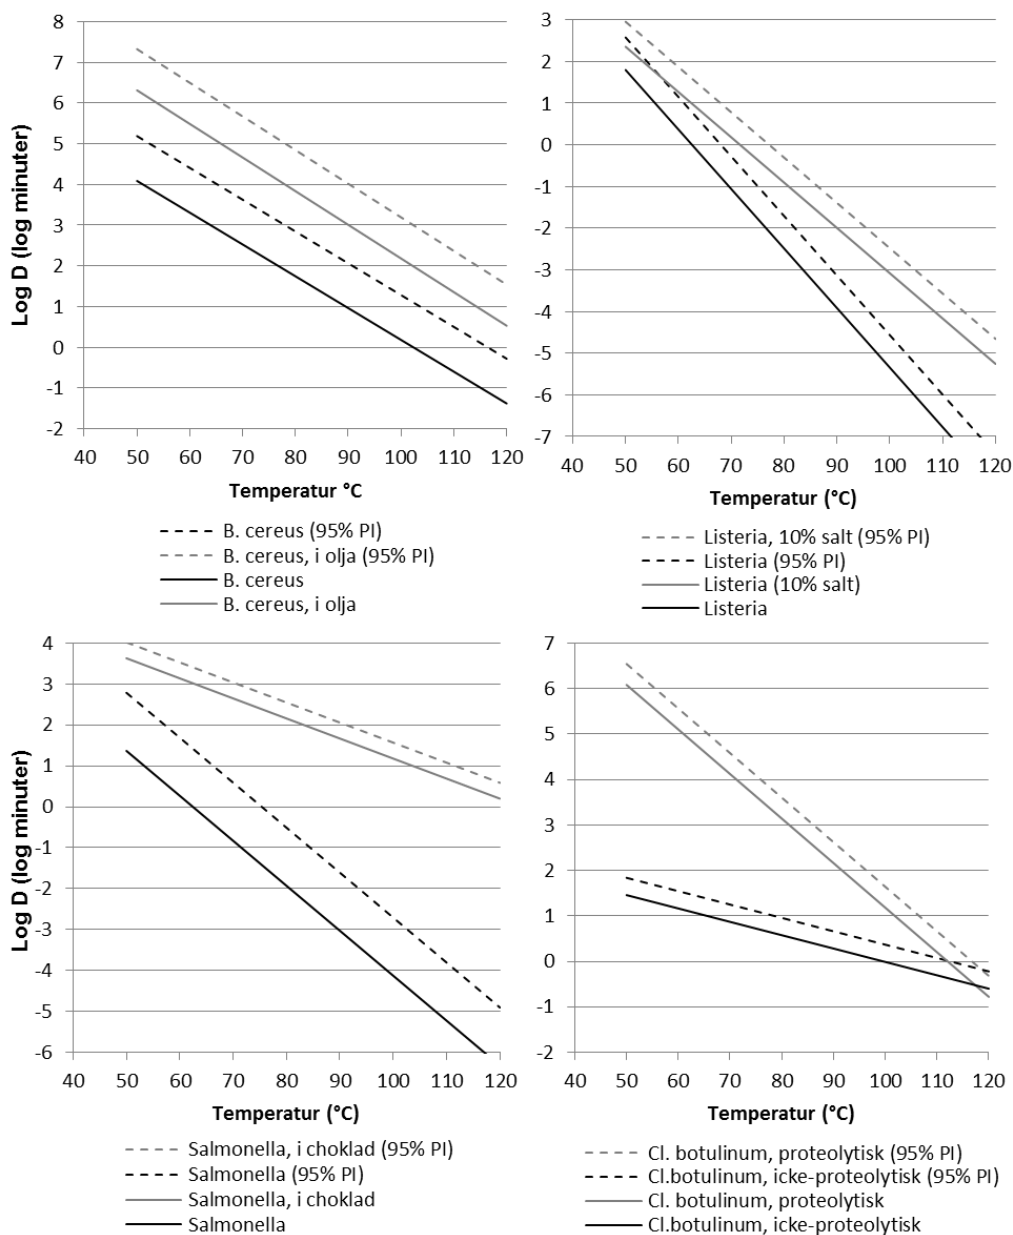 Log D (log minuter)
8
7
6
5
4
3
2
1
0
-1
-2
40 50 60 70 80 90 100 110 120
Temperatur °C
B. cereus (95% PI)
B. cereus, i olja (95% PI)
B. cereus
B. cereus, i olja
3
2
1
0
-1
-2
-3
-4
-5
-6
-7
40 50 60 70 80 90 100 110 120
Temperatur (°C)
Listeria, 10% salt (95% PI)
Listeria (95% PI)
Listeria (10% salt)
Listeria
Log D (log minuter)
4
3
2
1
0
-1
-2
-3
-4
-5
-6
40 50 60 70 80 90 100 110 120
Temperatur (°C)
Salmonella, i choklad (95% PI)
Salmonella (95% PI)
Salmonella, i choklad
Salmonella
7
6
5
4
3
2
1
0
-1
-2
40 50 60 70 80 90 100 110 120
Temperatur (°C)
Cl. botulinum, proteolytisk (95% PI)
Cl.botulinum, icke-proteolytisk (95% PI)
Cl. botulinum, proteolytisk
Cl.botulinum, icke-proteolytisk